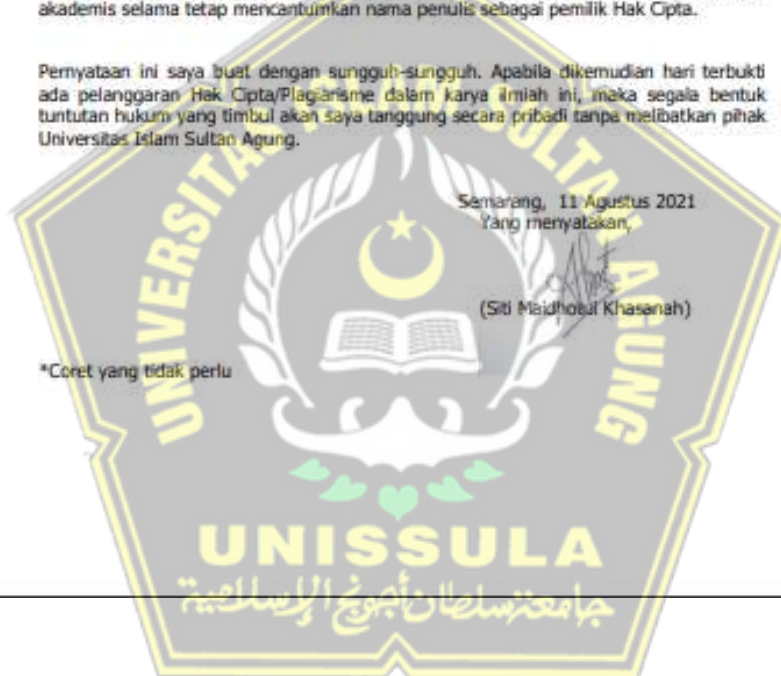 akademis selama tetap mencantumkan nama penulis sebagai pemilik Hak Cipta.
Pernyataan ini saya buat dengan sungguh-sungguh. Apabila dikemudian hari terbukti
ada pelanggaran Hak Cipta/Plagiarisme dalam karya ilmiah ini, maka segala bentuk
tuntutan hukum yang timbul akan saya tanggung secara pribadi tanpa melibatkan pihak
Universitas Islam Sultan Agung.
Semarang, 11 Agustus 2021
Yang menyatakan,
(Siti Maidhotul Khasanah)
*Coret yang tidak perlu
UNIVERSITAS ISLAM SULTAN AGUNG
UNISSULA
جامعة سلطان أجونج الإسلامية